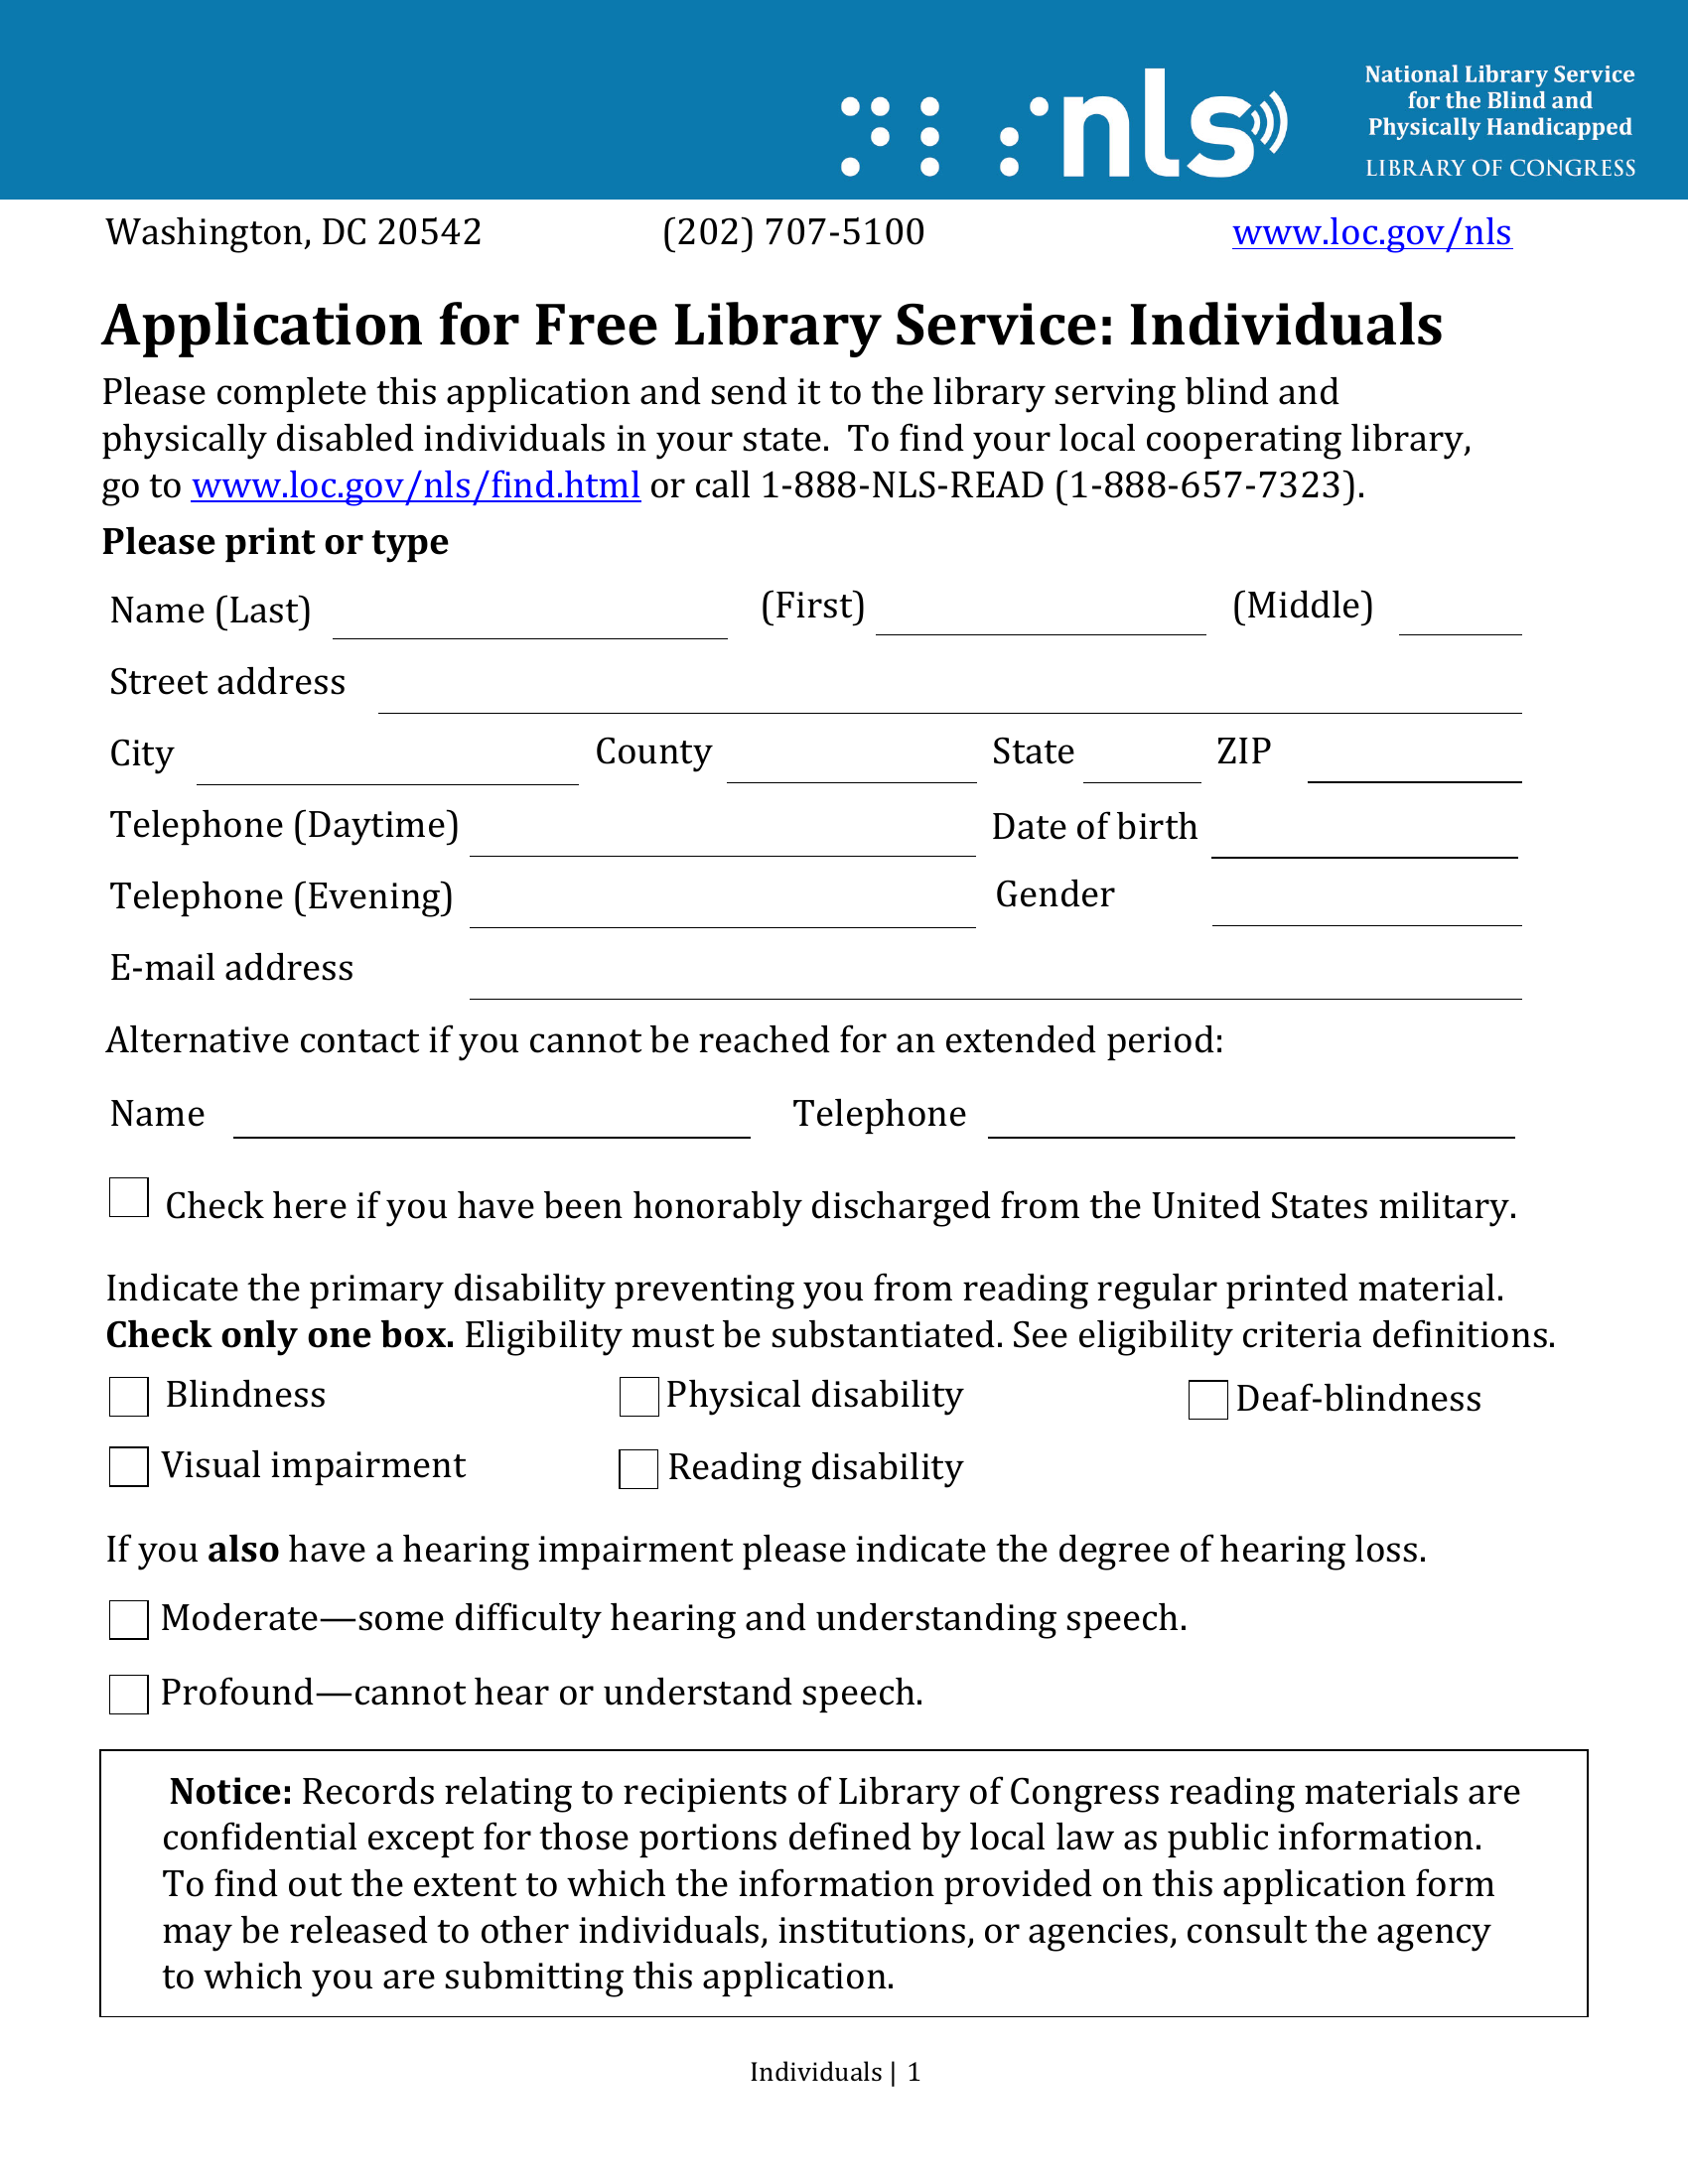 nls
National Library Service
for the Blind and
Physically Handicapped
LIBRARY OF CONGRESS
Washington, DC 20542 (202) 707-5100 www.loc.gov/nls
Application for Free Library Service: Individuals
Please complete this application and send it to the library serving blind and
physically disabled individuals in your state.  To find your local cooperating library,
go to www.loc.gov/nls/find.html or call 1-888-NLS-READ (1-888-657-7323).
Please print or type
Name (Last) (First) (Middle)
Street address
City County State ZIP
Telephone (Daytime) Date of birth
Telephone (Evening) Gender
E-mail address
Alternative contact if you cannot be reached for an extended period:
Name Telephone
Check here if you have been honorably discharged from the United States military.
Indicate the primary disability preventing you from reading regular printed material.
Check only one box. Eligibility must be substantiated. See eligibility criteria definitions.
Blindness Physical disability Deaf-blindness
Visual impairment Reading disability
If you also have a hearing impairment please indicate the degree of hearing loss.
Moderate—some difficulty hearing and understanding speech.
Profound—cannot hear or understand speech.
Notice: Records relating to recipients of Library of Congress reading materials are
confidential except for those portions defined by local law as public information.
To find out the extent to which the information provided on this application form
may be released to other individuals, institutions, or agencies, consult the agency
to which you are submitting this application.
Individuals | 1